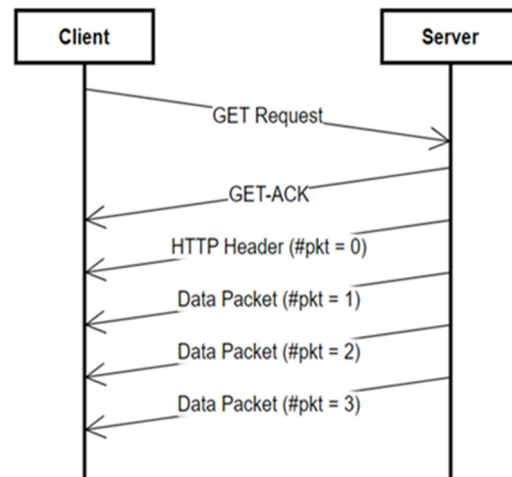 Client
Server
GET Request
GET-ACK
HTTP Header (#pkt = 0)
Data Packet (#pkt = 1)
Data Packet (#pkt = 2)
Data Packet (#pkt = 3)